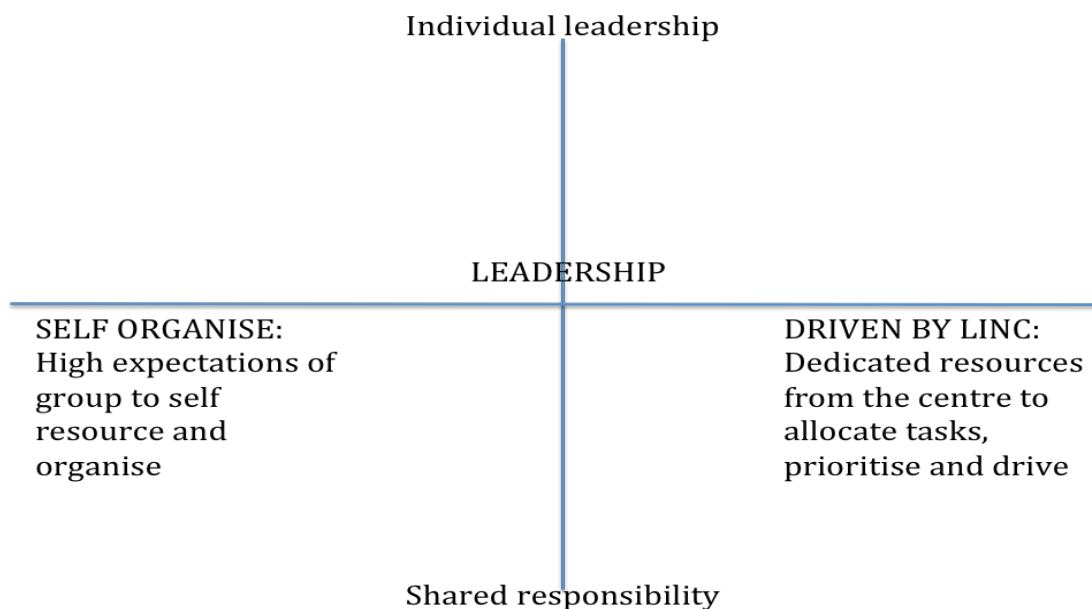 Individual leadership
LEADERSHIP
SELF ORGANISE:
High expectations of
group to self
resource and
organise
DRIVEN BY LINC:
Dedicated resources
from the centre to
allocate tasks,
prioritise and drive
Shared responsibility